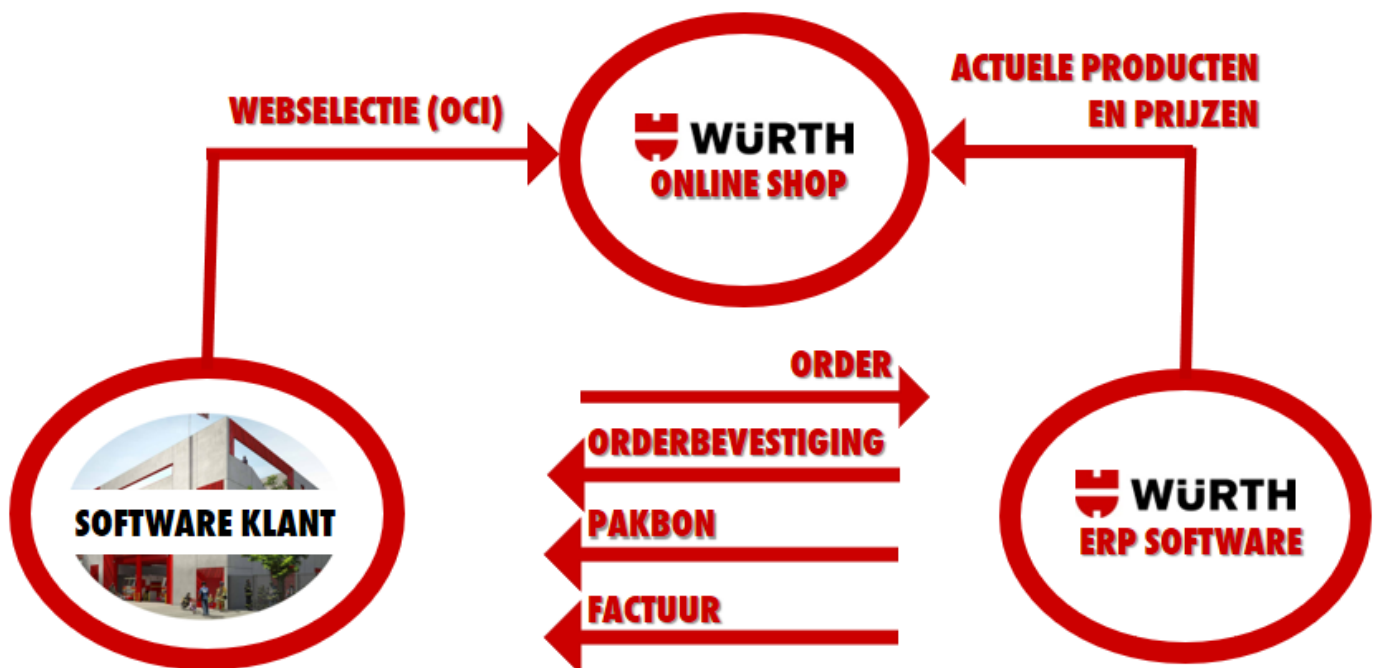 WEBSELECTIE (OCI)
ACTUELE PRODUCTEN
EN PRIJZEN
WÜRTH
ONLINE SHOP
ORDER
ORDERBEVESTIGING
PAKBON
FACTUUR
SOFTWARE KLANT
WÜRTH
ERP SOFTWARE